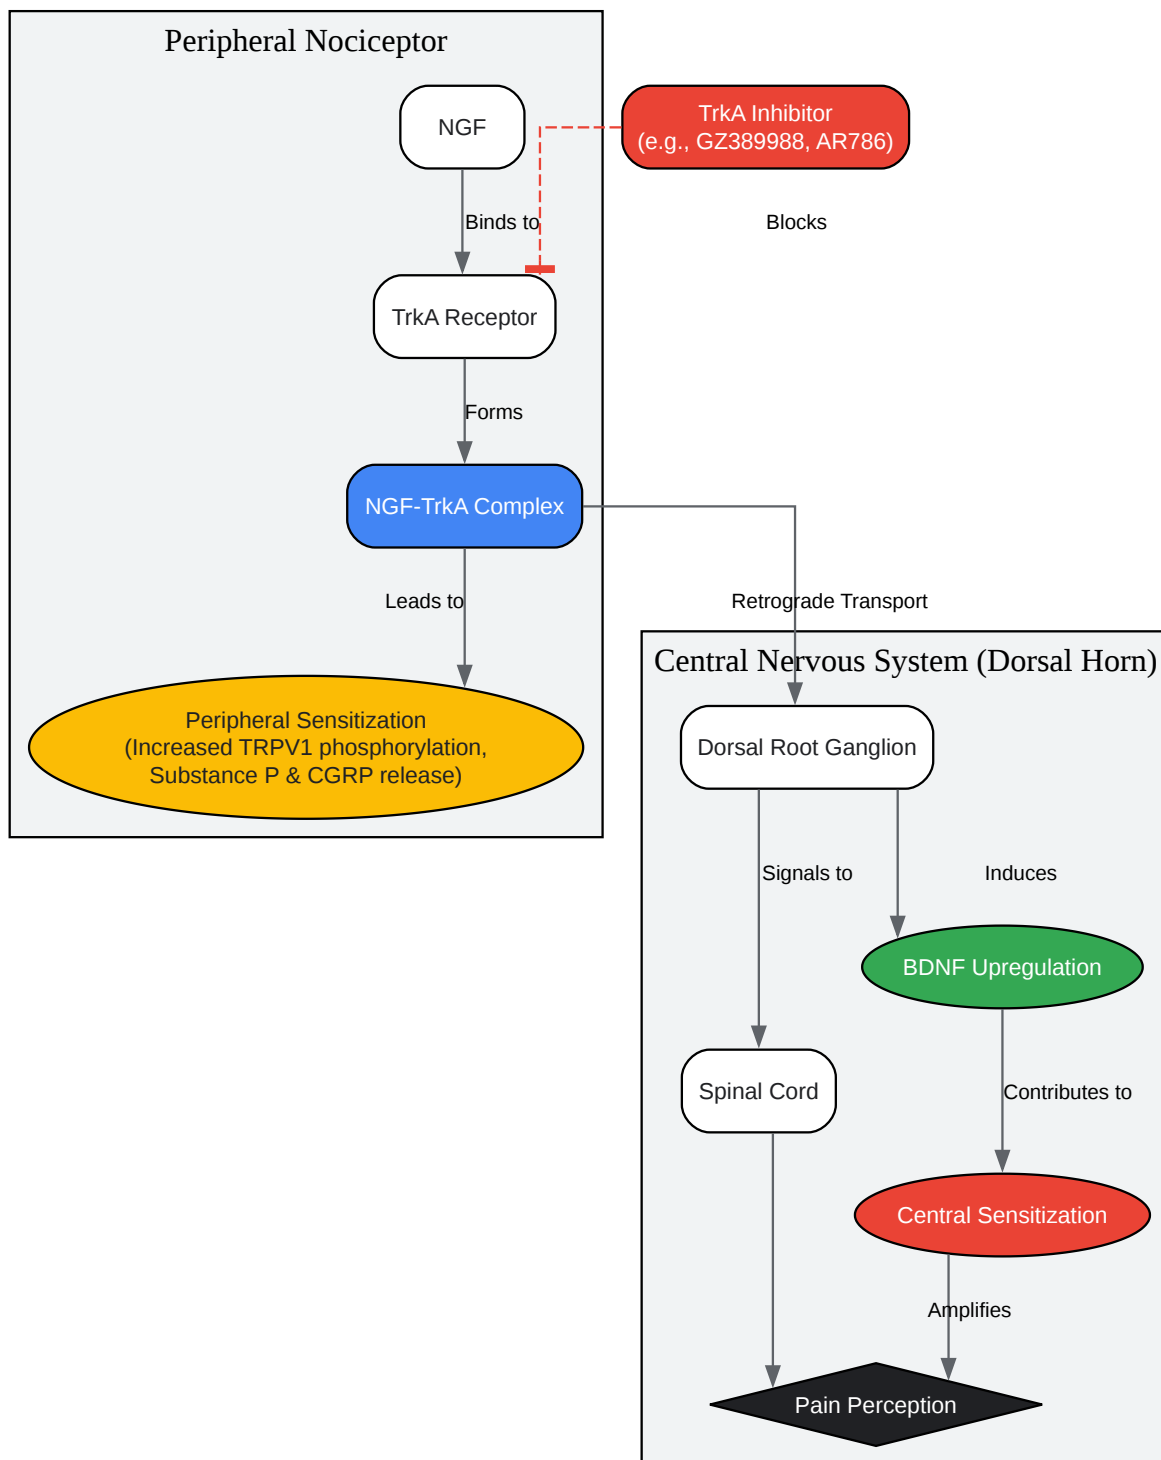 Peripheral Nociceptor
NGF
TrkA Inhibitor
(e.g., GZ389988, AR786)
Binds to
Blocks
TrkA Receptor
Forms
NGF-TrkA Complex
Leads to
Retrograde Transport
Central Nervous System (Dorsal Horn)
Peripheral Sensitization
(Increased TRPV1 phosphorylation,
Substance P & CGRP release)
Dorsal Root Ganglion
Signals to
Induces
BDNF Upregulation
Spinal Cord
Contributes to
Central Sensitization
Amplifies
Pain Perception